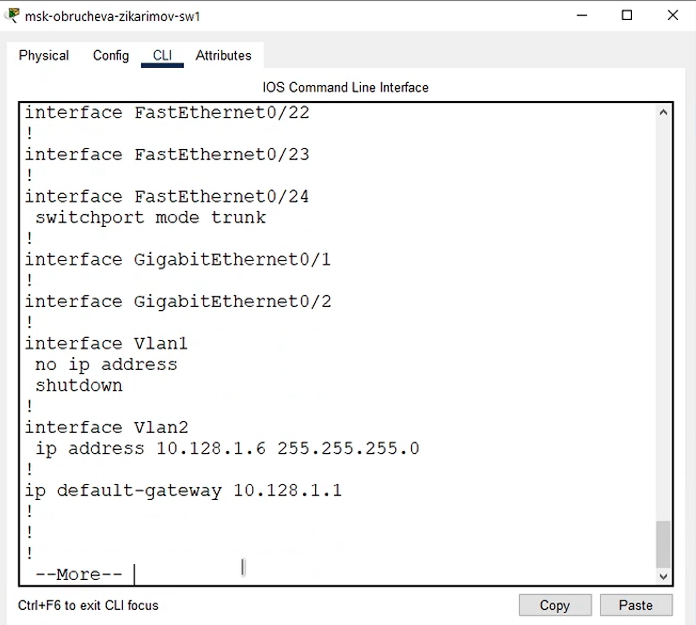 msk-obrucheva-zikarimov-sw1
Physical Config CLI Attributes
IOS Command Line Interface
interface FastEthernet0/22
!
interface FastEthernet0/23
!
interface FastEthernet0/24
 switchport mode trunk
!
interface GigabitEthernet0/1
!
interface GigabitEthernet0/2
!
interface Vlan1
 no ip address
 shutdown
!
interface Vlan2
 ip address 10.128.1.6 255.255.255.0
!
ip default-gateway 10.128.1.1
!
!
!
 --More--
Ctrl+F6 to exit CLI focus Copy Paste